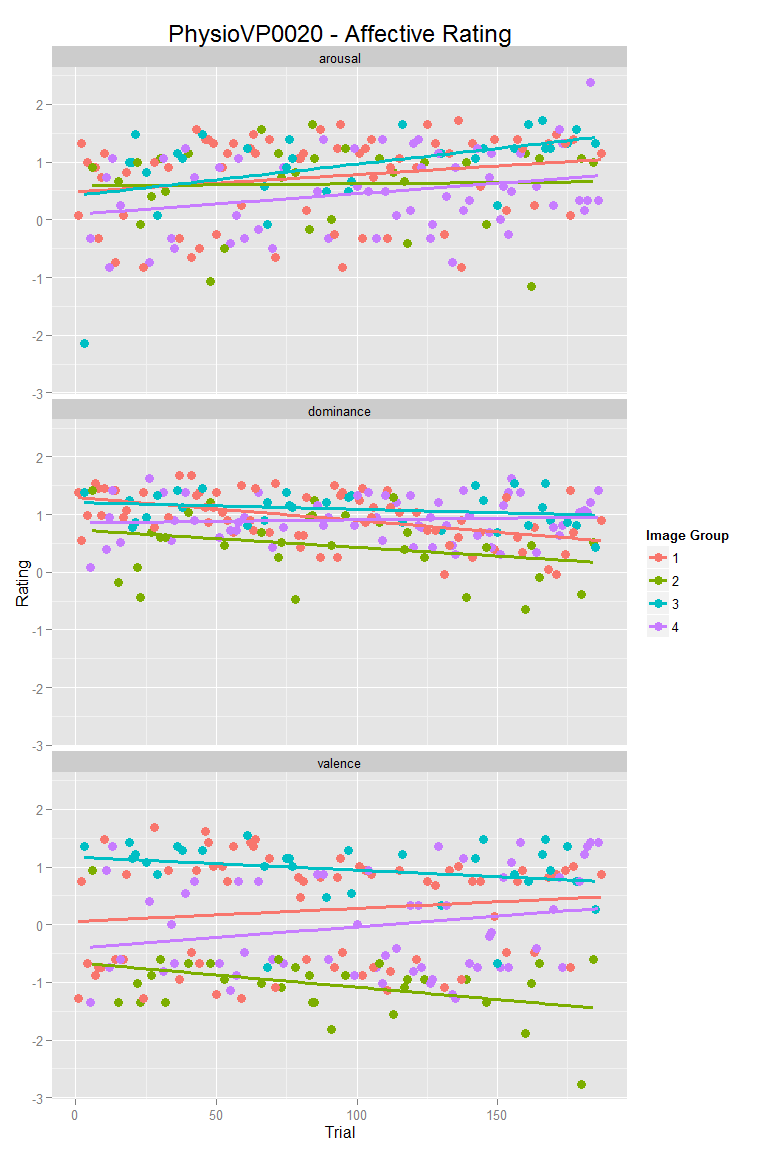 PhysioVP0020 - Affective Rating
arousal
2
1
0
-1
-2
-3
dominance
2
1
0
-1
-2
-3
valence
2
1
0
-1
-2
-3
0 50 100 150
Trial
Rating
Image Group
1
2
3
4